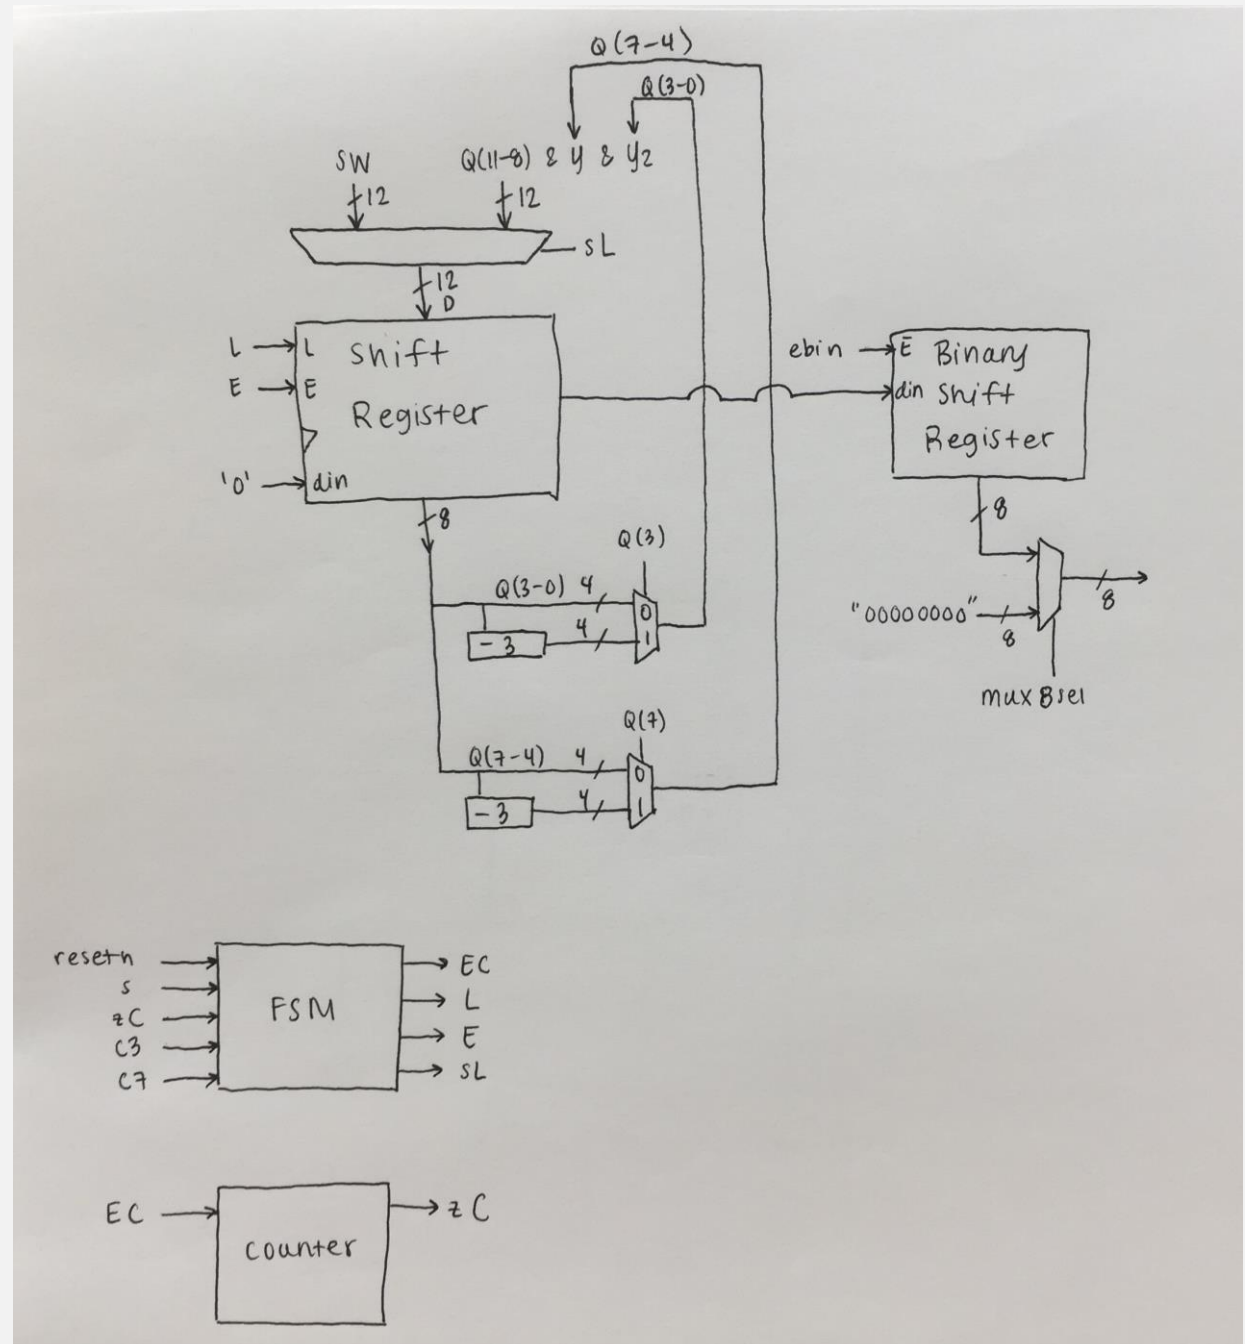 Q(7-4)
Q(3-0)
SW
Q(11-8) & y & y2
12
12
sL
12
D
L
L
Shift
E
E
Register
'0'
din
8
ebin
E
Binary
din
Shift
Register
8
"00000000"
8
8
mux8sel
Q(3)
Q(3-0)
4
0
-3
4
1
Q(7)
Q(7-4)
4
0
-3
4
1
resetn
s
zC
C3
C7
FSM
EC
L
E
sL
EC
counter
zC